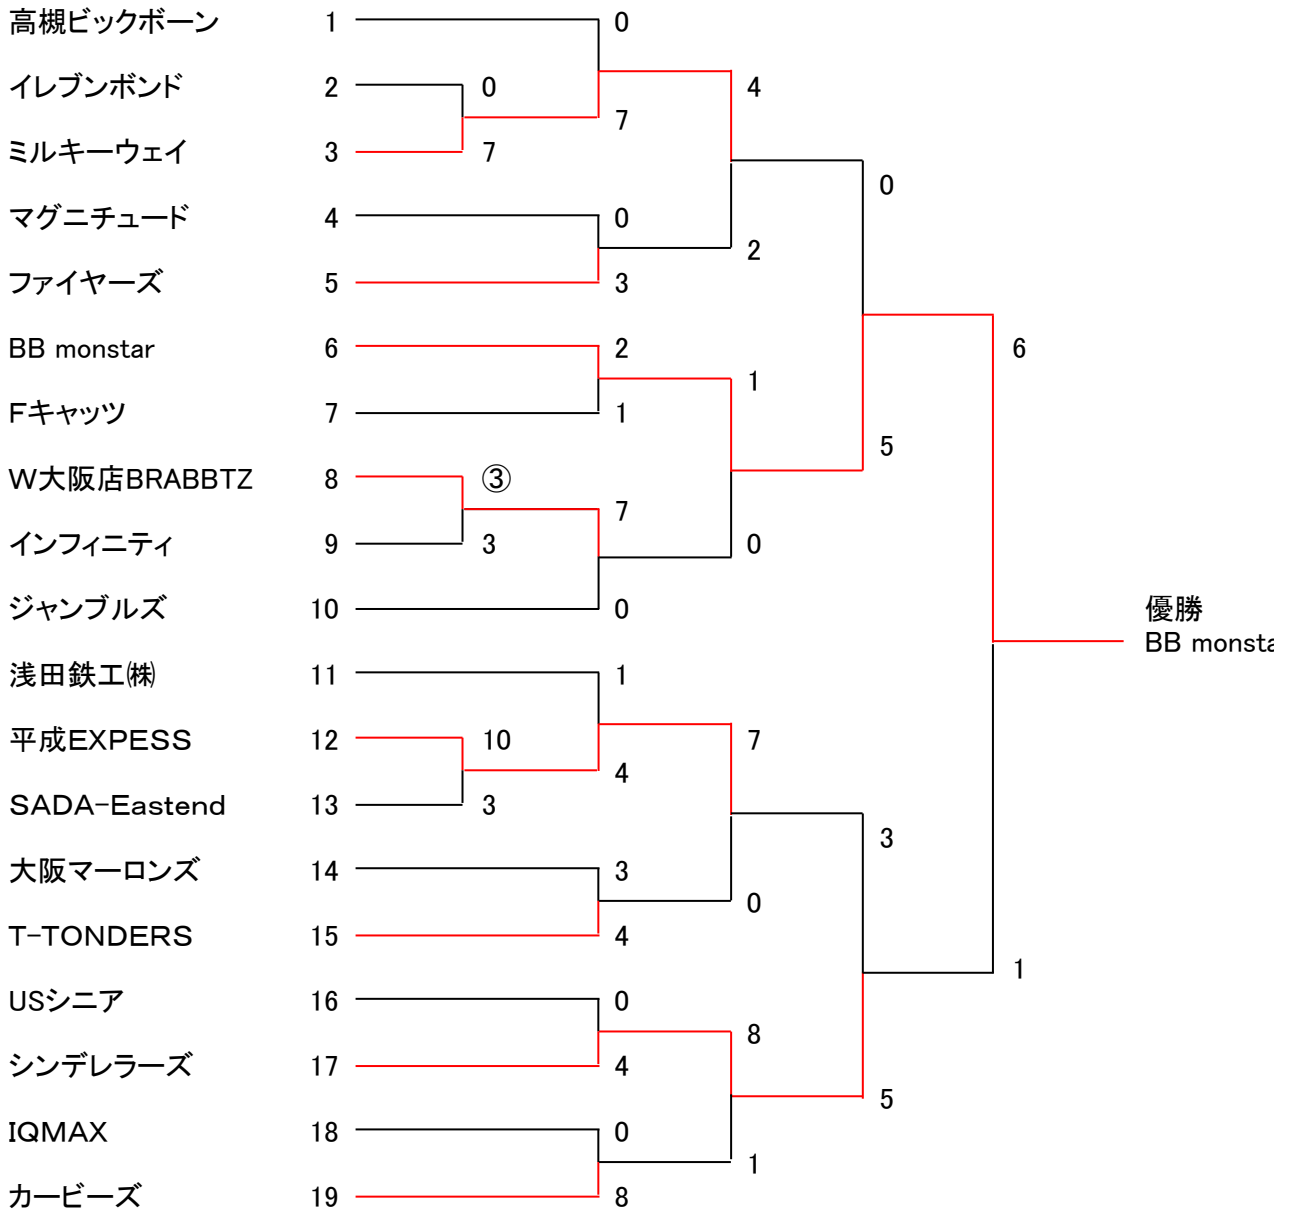 高槻ビックボーン 1 0
イレブンボンド 2 0 4
7
ミルキーウェイ 3 7
0
マグニチュード 4 0
2
ファイヤーズ 5 3
BB monstar 6 2 6
1
Fキャッツ 7 1
5
W大阪店BRABBTZ 8 ③
7
インフィニティ 9 3 0
ジャンブルズ 10 0 優勝
BB monsta
浅田鉄工㈱ 11 1
平成EXPESS 12 10 7
4
SADA-Eastend 13 3
3
大阪マーロンズ 14 3
0
T-TONDERS 15 4
1
USシニア 16 0
8
シンデレラーズ 17 4
5
IQMAX 18 0
1
カービーズ 19 8